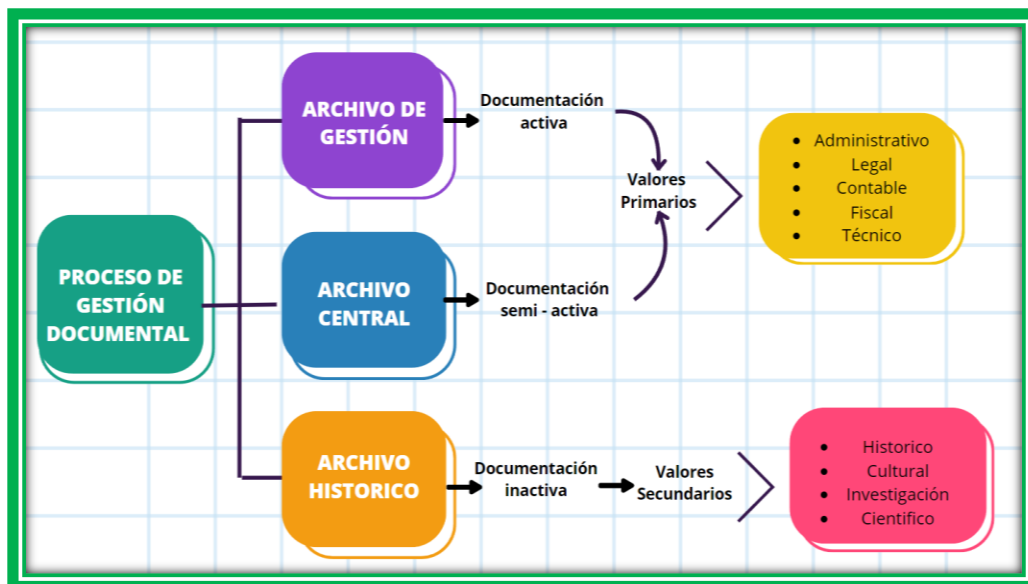 PROCESO DE
GESTIÓN
DOCUMENTAL
ARCHIVO DE
GESTIÓN
Documentación
activa
ARCHIVO
CENTRAL
Documentación
semi - activa
Valores
Primarios
• Administrativo
• Legal
• Contable
• Fiscal
• Técnico
ARCHIVO
HISTORICO
Documentación
inactiva
Valores
Secundarios
• Historico
• Cultural
• Investigación
• Cientifico